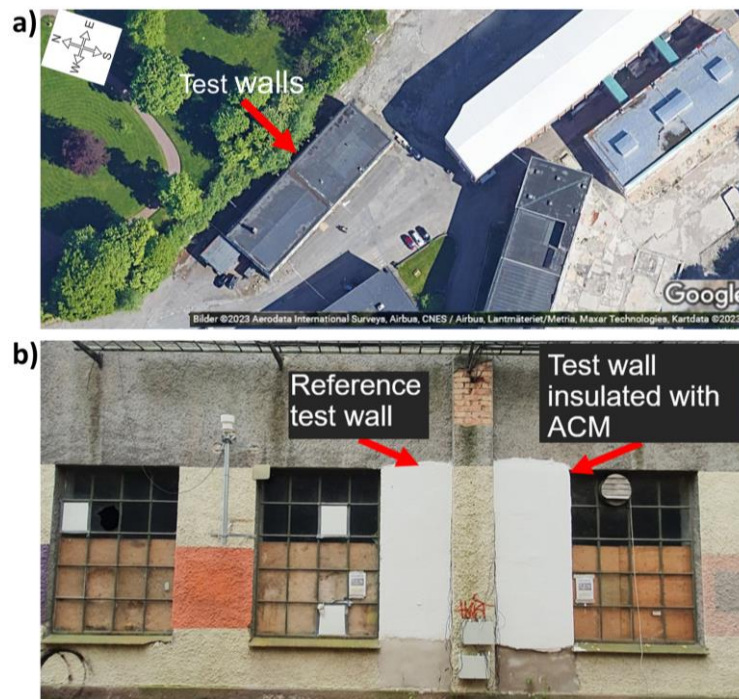 a)
E
N
S
W
Test walls
Google
Bilder ©2023 Aerodata International Surveys, Airbus, CNES / Airbus, Lantmäteriet/Metria, Maxar Technologies, Kartdata ©2023
b)
Reference
test wall
Test wall
insulated with
ACM